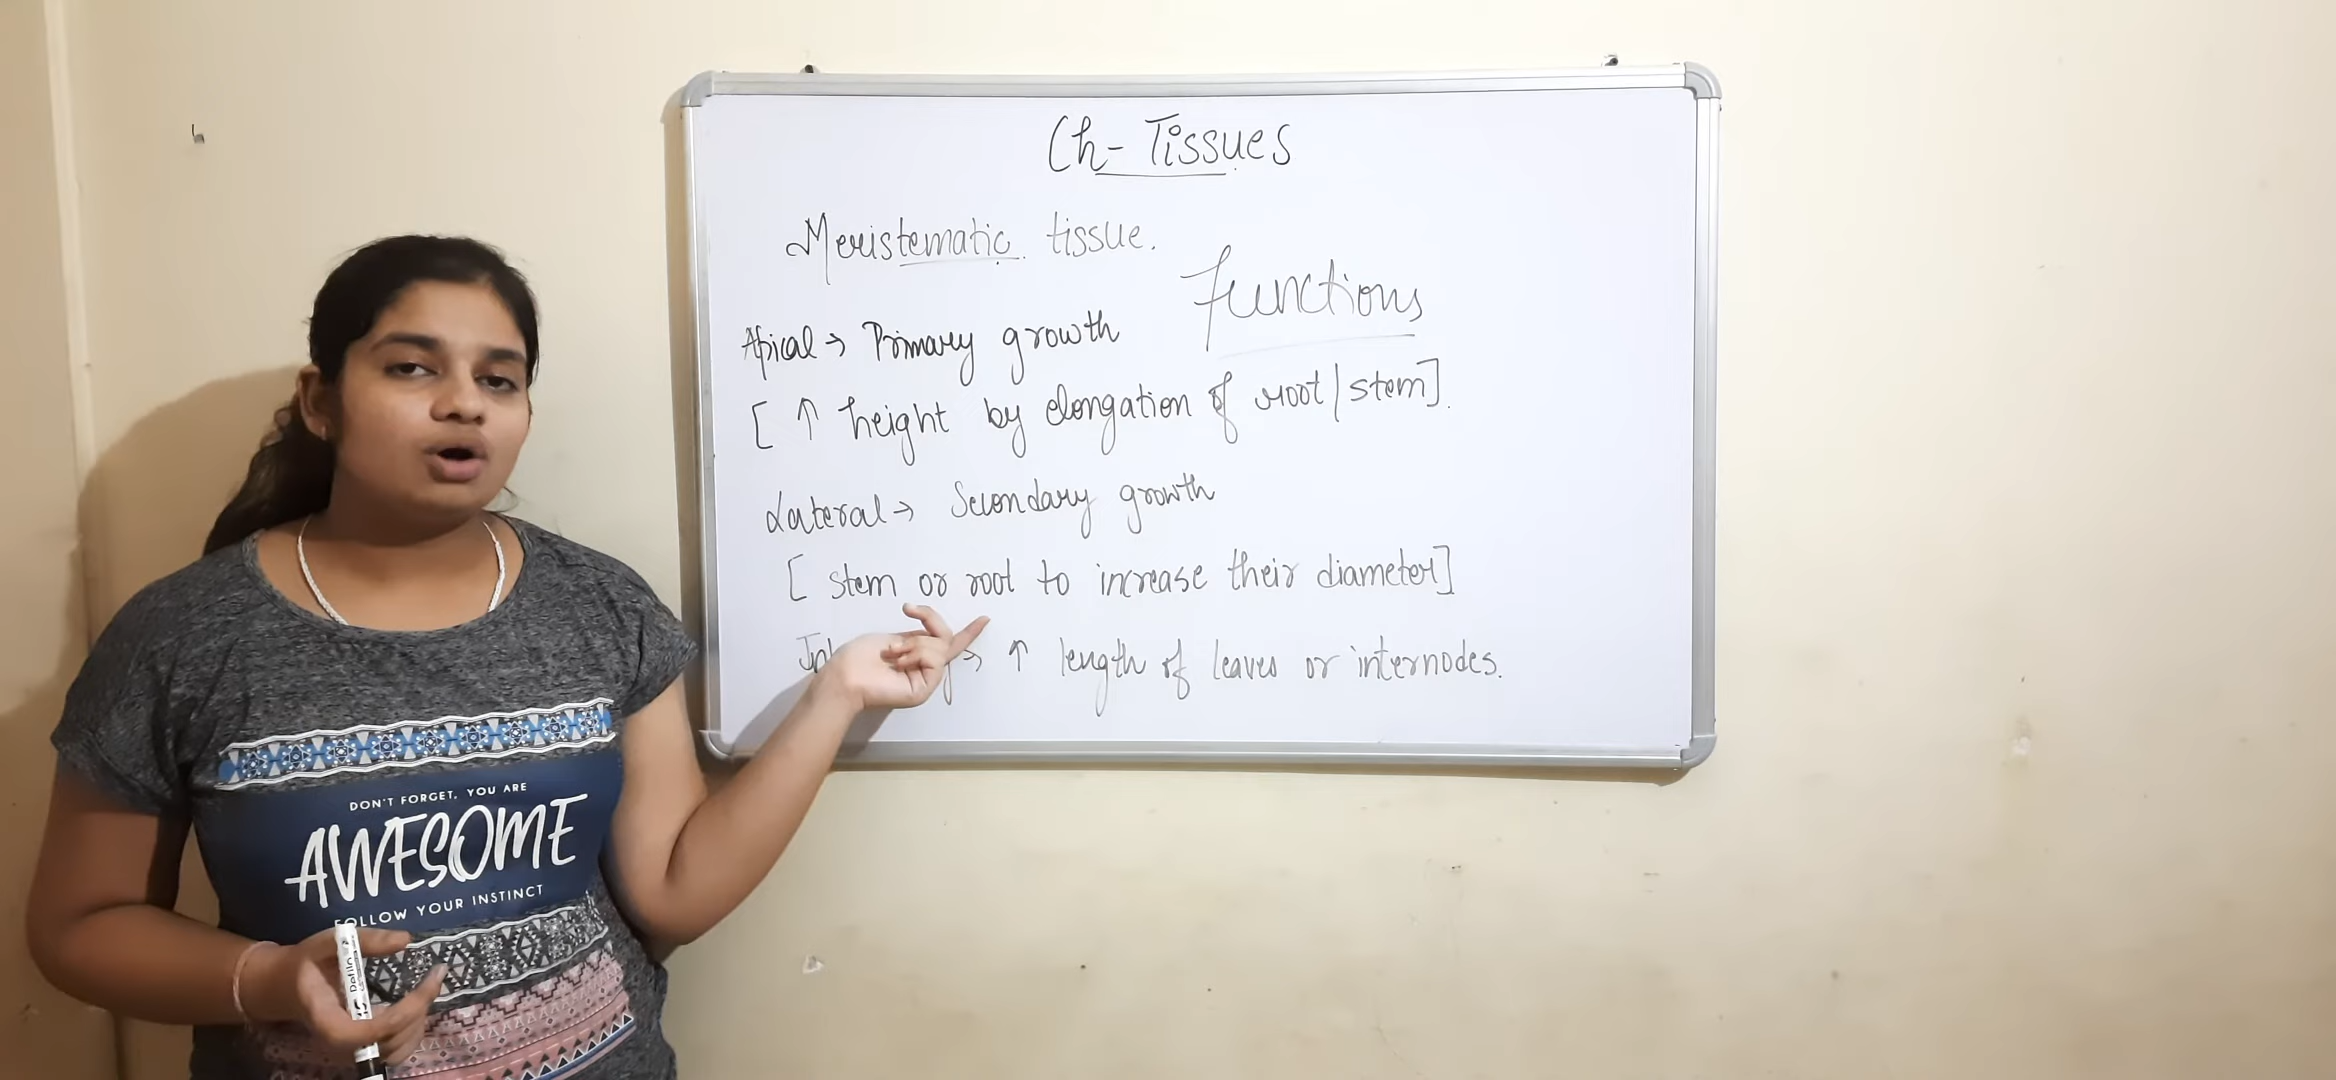 Ch- Tissues
Meristematic tissue.
Functions
Apical → Primary growth
[ ↑ height by elongation of root/stem].
Lateral → Secondary growth
[ stem or root to increase their diameter]
→ ↑ length of leaves or internodes.
DON'T FORGET, YOU ARE
AWESOME
FOLLOW YOUR INSTINCT